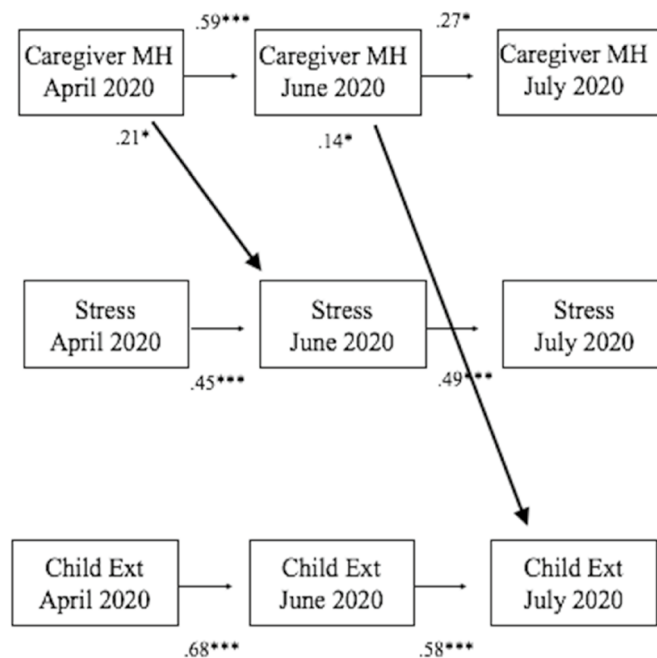 .59***
.27*
Caregiver MH
April 2020
Caregiver MH
June 2020
Caregiver MH
July 2020
.21*
.14*
Stress
April 2020
Stress
June 2020
Stress
July 2020
.45***
.49***
Child Ext
April 2020
Child Ext
June 2020
Child Ext
July 2020
.68***
.58***